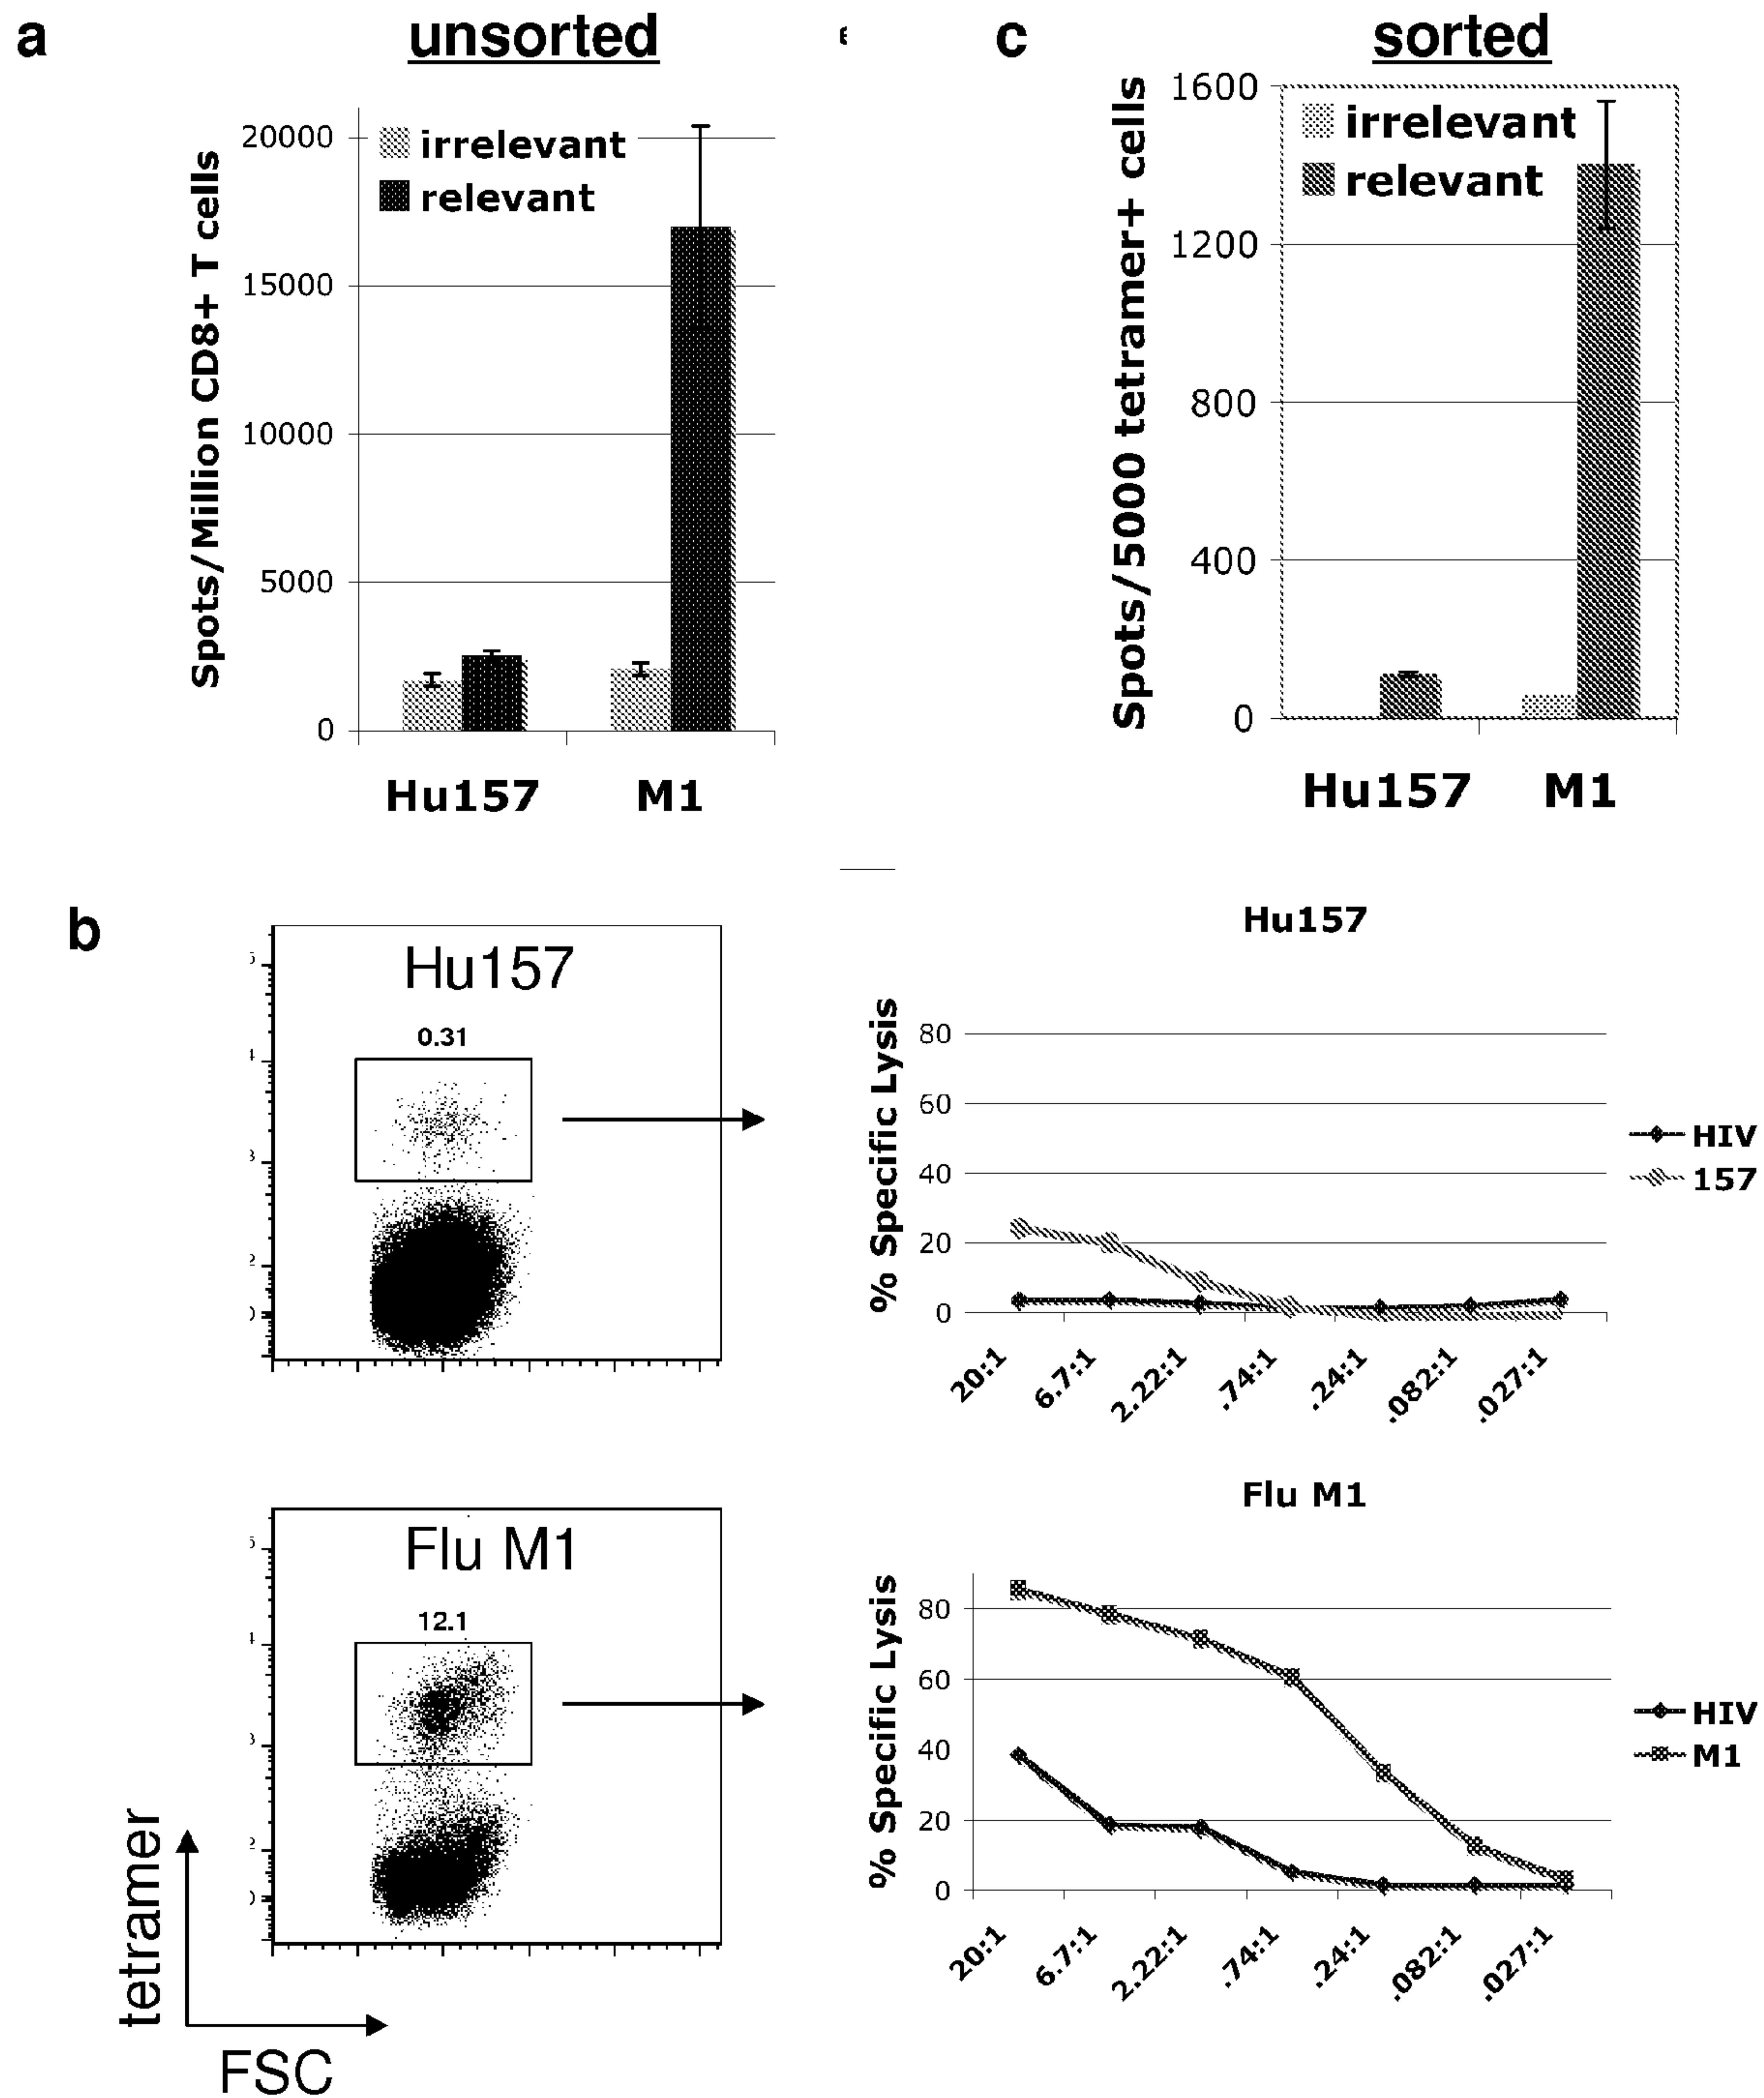 a
unsorted
Spots/Million CD8+ T cells
20000
15000
10000
5000
0
irrelevant
relevant
Hu157
M1
c
sorted
Spots/5000 tetramer+ cells
1600
1200
800
400
0
irrelevant
relevant
Hu157
M1
b
Hu157
0.31
Hu157
% Specific Lysis
80
60
40
20
0
20:1
6.7:1
2.22:1
.74:1
.24:1
.082:1
.027:1
HIV
157
Flu M1
12.1
tetramer
FSC
Flu M1
% Specific Lysis
80
60
40
20
0
20:1
6.7:1
2.22:1
.74:1
.24:1
.082:1
.027:1
HIV
M1